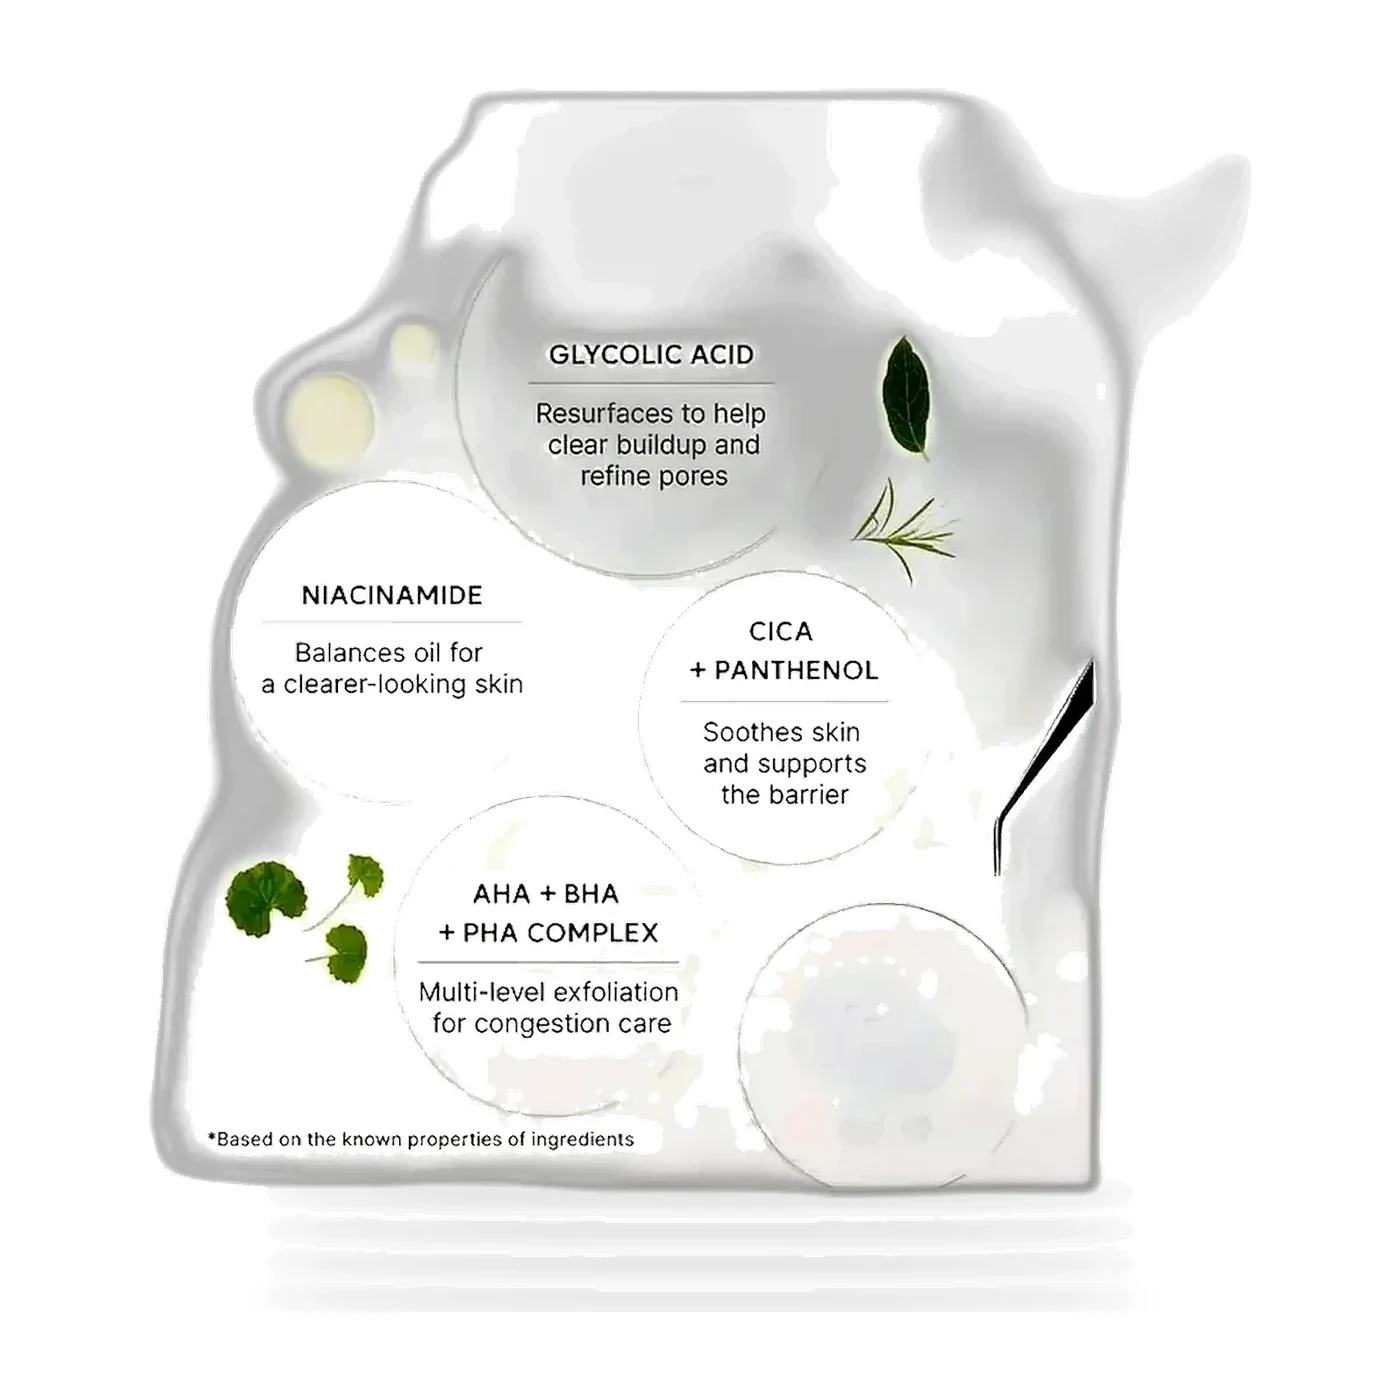 GLYCOLIC ACID
Resurfaces to help
clear buildup and
refine pores
NIACINAMIDE
Balances oil for
a clearer-looking skin
CICA
+ PANTHENOL
Soothes skin
and supports
the barrier
AHA + BHA
+ PHA COMPLEX
Multi-level exfoliation
for congestion care
*Based on the known properties of ingredients